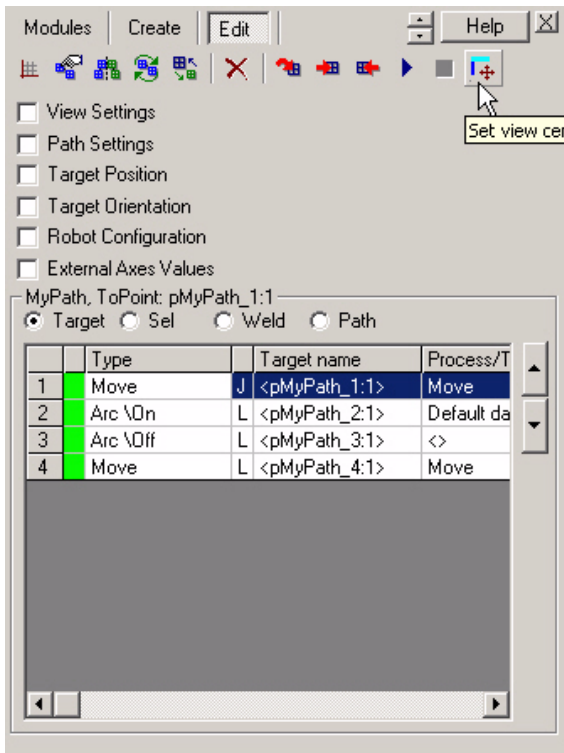 Modules Create Edit Help
Set view cer
View Settings
Path Settings
Target Position
Target Orientation
Robot Configuration
External Axes Values
MyPath, ToPoint: pMyPath_1:1
Target Sel Weld Path
Type Target name Process/T
1 Move J <pMyPath_1:1> Move
2 Arc \On L <pMyPath_2:1> Default da
3 Arc \Off L <pMyPath_3:1> <>
4 Move L <pMyPath_4:1> Move